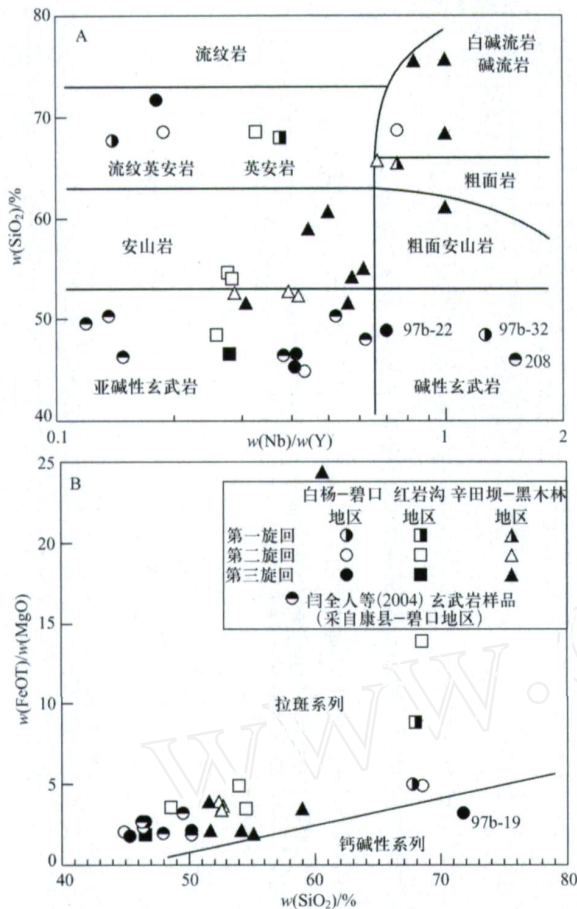 A
80
70
60
50
40
w(SiO₂)/%
流纹岩
白碱流岩
碱流岩
流纹英安岩
英安岩
粗面岩
安山岩
粗面安山岩
亚碱性玄武岩
碱性玄武岩
97b-22
97b-32
208
0.1
1
2
w(Nb)/w(Y)
B
25
20
15
10
5
0
w(FeOT)/w(MgO)
白杨-碧口 红岩沟 辛田坝-黑木林
地区 地区 地区
第一旋回
第二旋回
第三旋回
闫全人等(2004) 玄武岩样品
(采自康县-碧口地区)
拉斑系列
97b-19
钙碱性系列
40 50 60 70 80
w(SiO₂)/%
www.